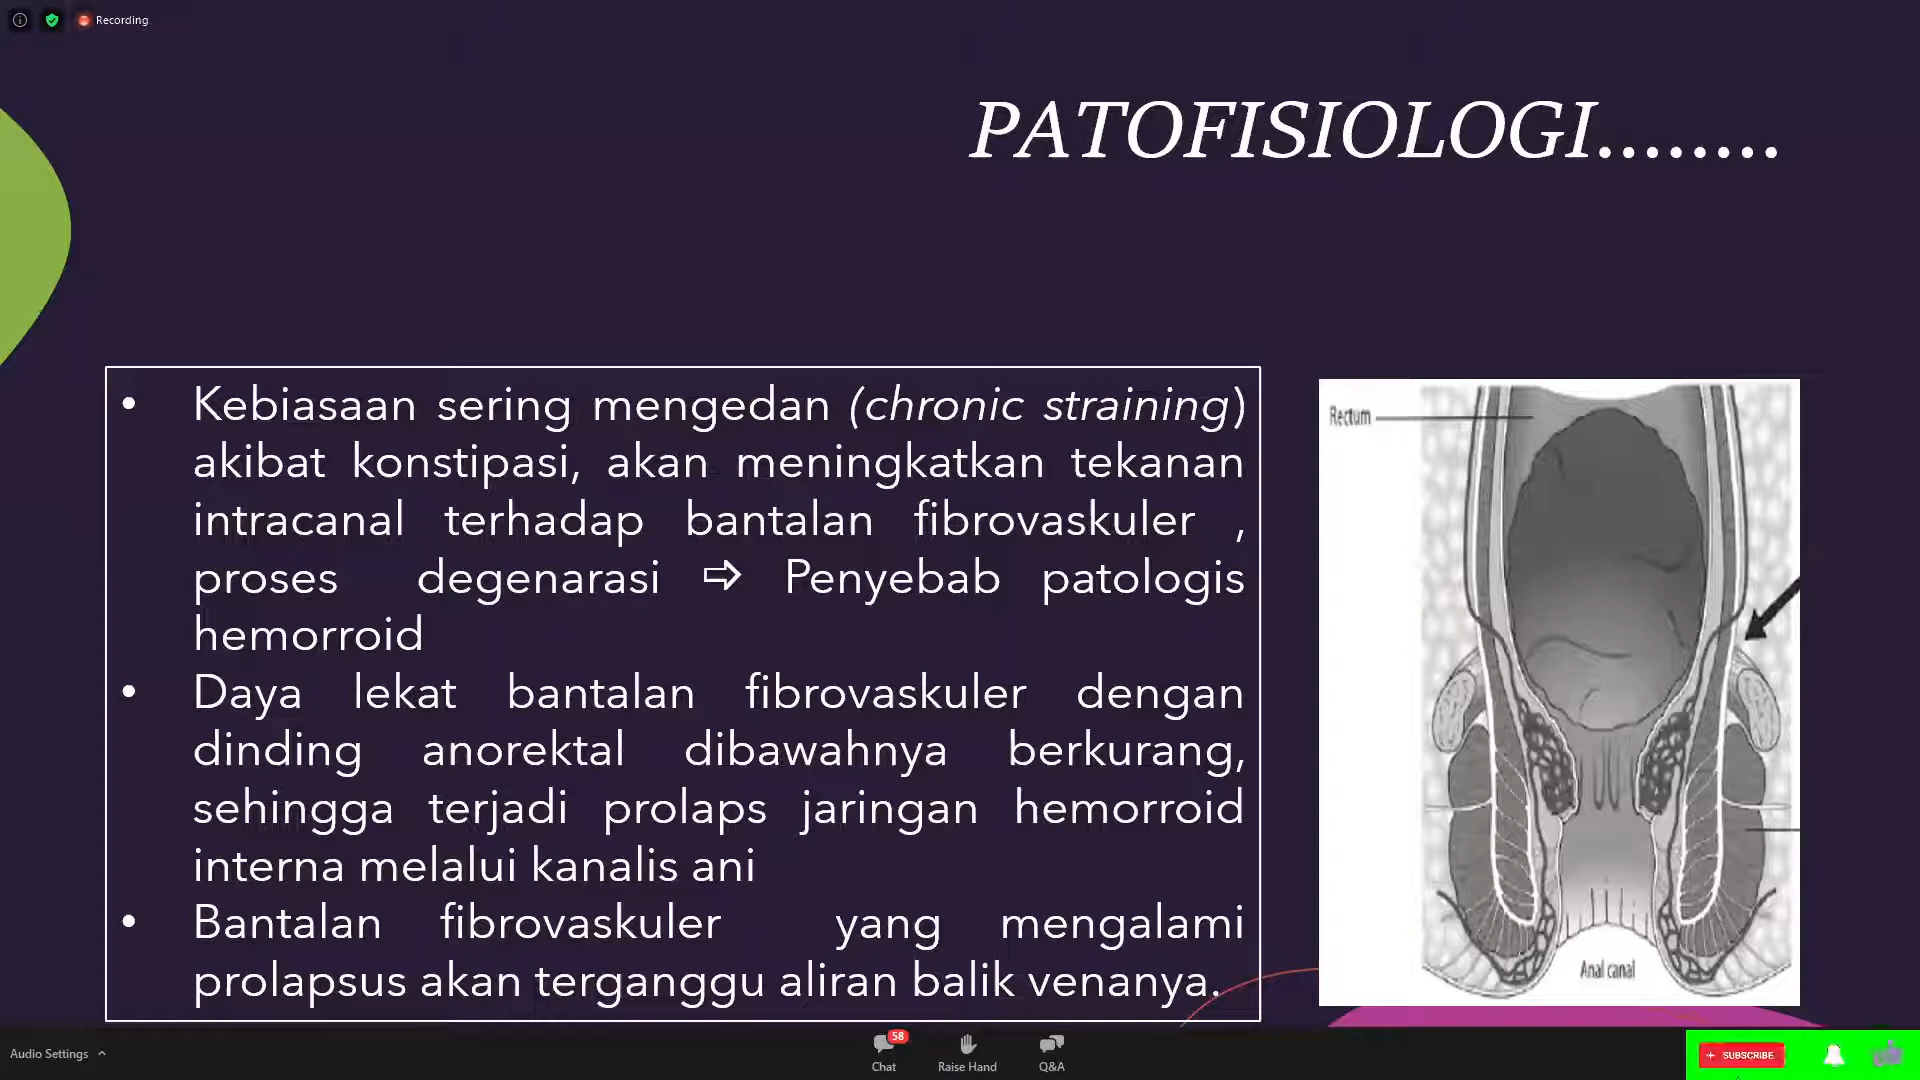 Recording
PATOFISIOLOGI........
• Kebiasaan sering mengedan (chronic straining)
akibat konstipasi, akan meningkatkan tekanan
intracanal terhadap bantalan fibrovaskuler ,
proses degenarasi ⇨ Penyebab patologis
hemorroid
• Daya lekat bantalan fibrovaskuler dengan
dinding anorektal dibawahnya berkurang,
sehingga terjadi prolaps jaringan hemorroid
interna melalui kanalis ani
• Bantalan fibrovaskuler yang mengalami
prolapsus akan terganggu aliran balik venanya.
Rectum
Anal canal
Audio Settings
58
Chat
Raise Hand
Q&A
+ SUBSCRIBE